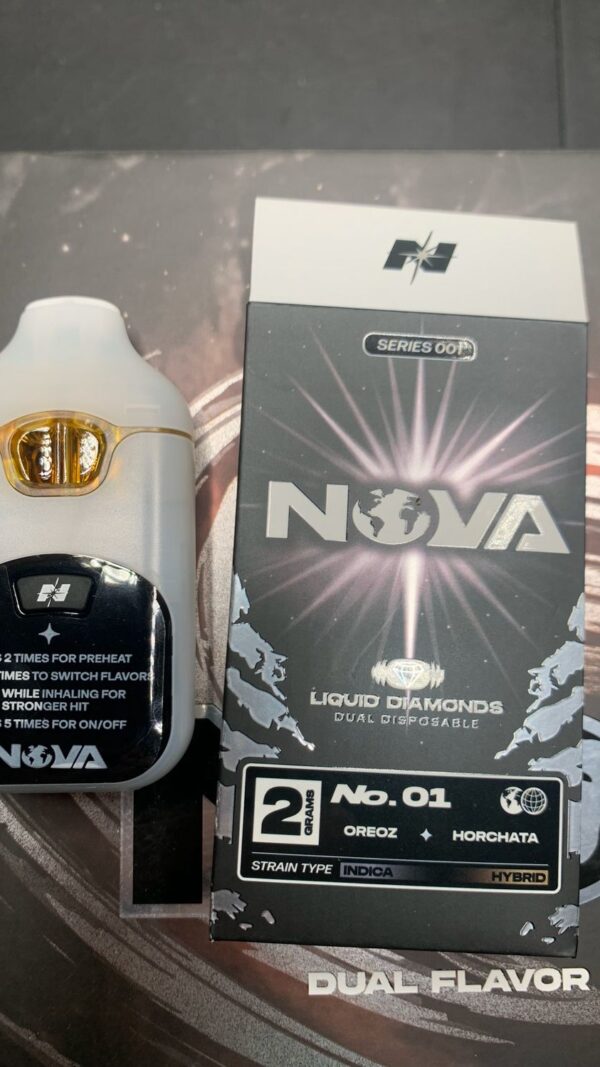 SERIES 001
NOVA
LIQUID DIAMONDS
DUAL DISPOSABLE
2 GRAMS
No. 01
OREOZ HORCHATA
STRAIN TYPE INDICA HYBRID
2 TIMES FOR PREHEAT
TIMES TO SWITCH FLAVORS
WHILE INHALING FOR
STRONGER HIT
5 TIMES FOR ON/OFF
NOVA
DUAL FLAVOR